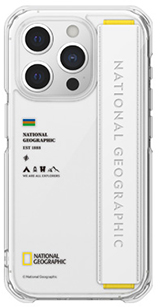 NATIONAL
GEOGRAPHIC
EST 1888
WE ARE ALL EXPLORERS
NATIONAL GEOGRAPHIC
NATIONAL
GEOGRAPHIC
© National Geographic